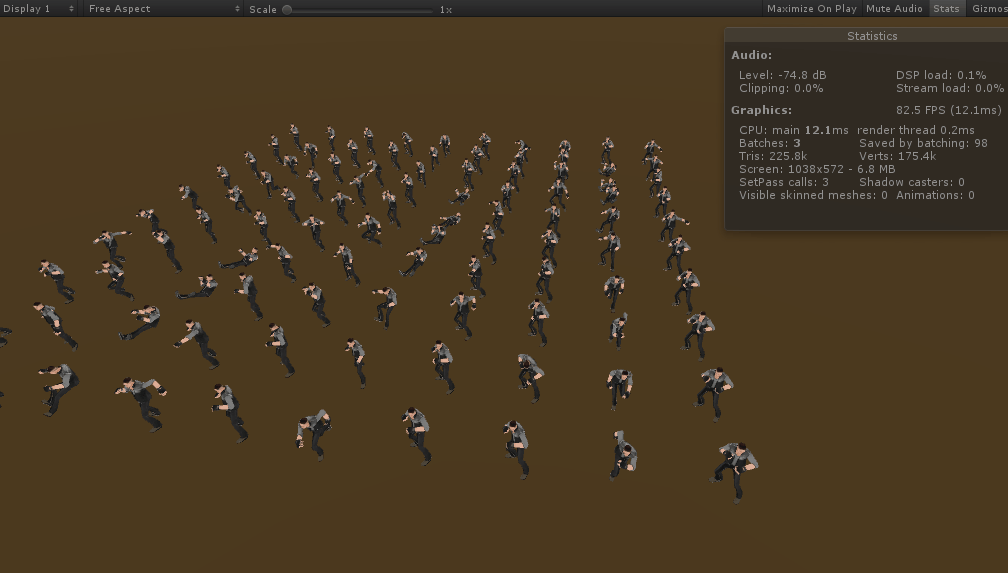 Display 1 Free Aspect Scale 1x Maximize On Play Mute Audio Stats Gizmos
Statistics
Audio:
Level: -74.8 dB DSP load: 0.1%
Clipping: 0.0% Stream load: 0.0%
Graphics: 82.5 FPS (12.1ms)
CPU: main 12.1ms render thread 0.2ms
Batches: 3 Saved by batching: 98
Tris: 225.8k Verts: 175.4k
Screen: 1038x572 - 6.8 MB
SetPass calls: 3 Shadow casters: 0
Visible skinned meshes: 0 Animations: 0